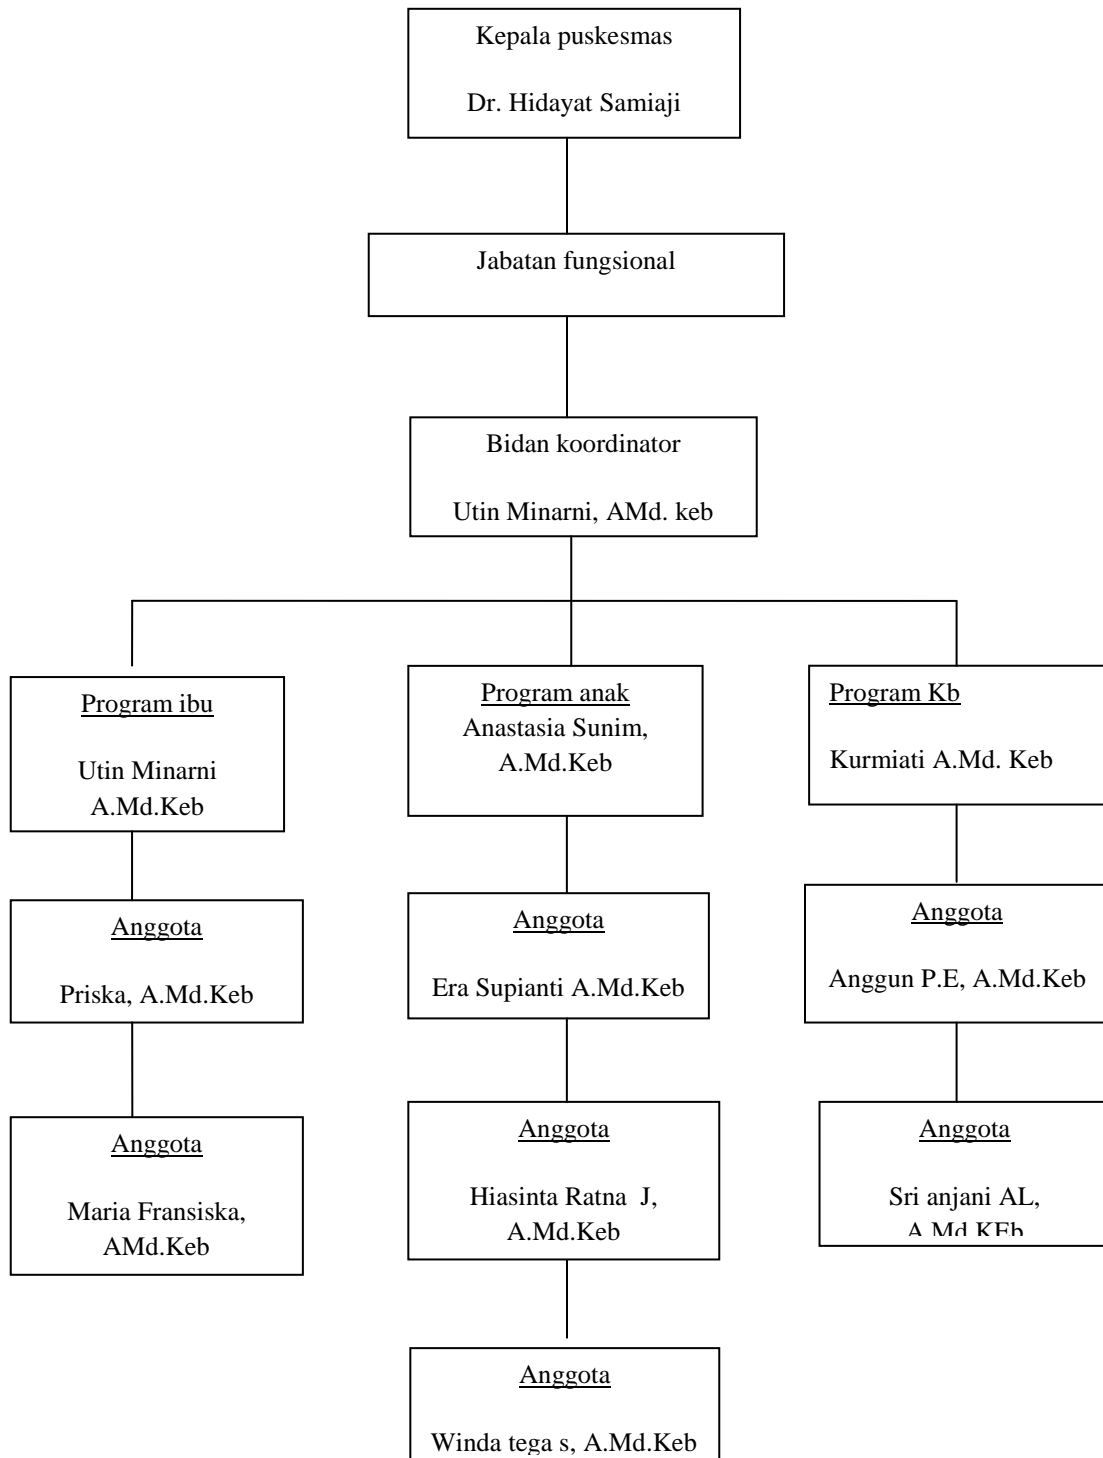 Kepala puskesmas
Dr. Hidayat Samiaji
Jabatan fungsional
Bidan koordinator
Utin Minarni, AMd. keb
Program ibu
Utin Minarni
A.Md.Keb
Program anak
Anastasia Sunim,
A.Md.Keb
Program Kb
Kurmiati A.Md. Keb
Anggota
Priska, A.Md.Keb
Anggota
Era Supianti A.Md.Keb
Anggota
Anggun P.E, A.Md.Keb
Anggota
Maria Fransiska,
AMd.Keb
Anggota
Hiasinta Ratna  J,
A.Md.Keb
Anggota
Sri anjani AL,
A.Md.KEb
Anggota
Winda tega s, A.Md.Keb